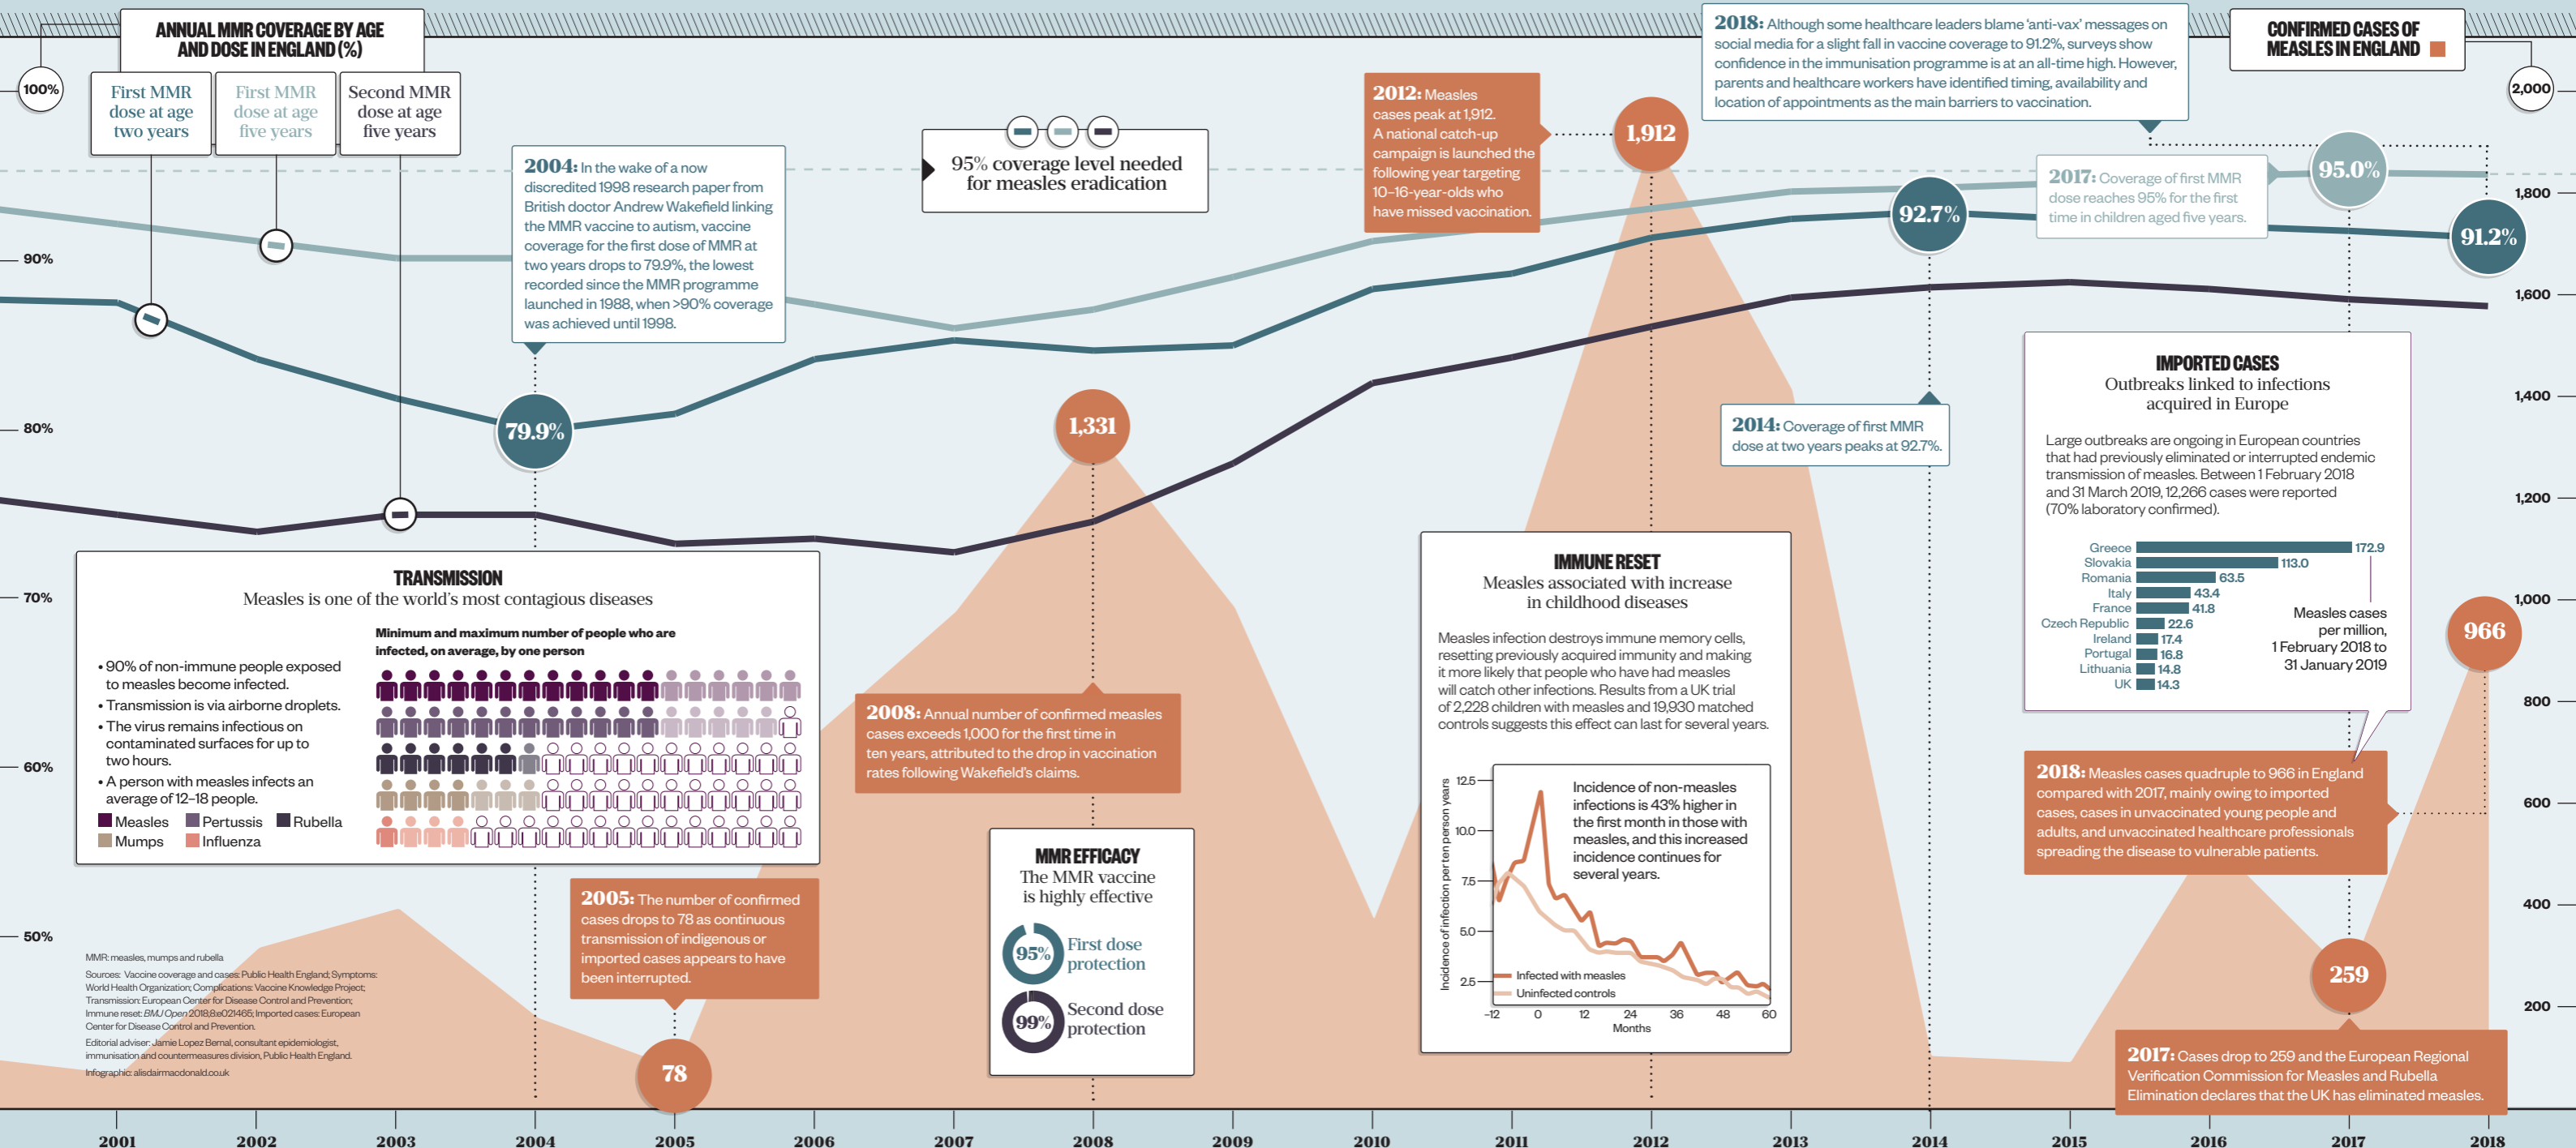 ANNUAL MMR COVERAGE BY AGE
AND DOSE IN ENGLAND (%)
First MMR
dose at age
two years
First MMR
dose at age
five years
Second MMR
dose at age
five years
100%
90%
80%
70%
60%
50%
2004: In the wake of a now
discredited 1998 research paper from
British doctor Andrew Wakefield linking
the MMR vaccine to autism, vaccine
coverage for the first dose of MMR at
two years drops to 79.9%, the lowest
recorded since the MMR programme
launched in 1988, when >90% coverage
was achieved until 1998.
79.9%
95% coverage level needed
for measles eradication
2012: Measles
cases peak at 1,912.
A national catch-up
campaign is launched the
following year targeting
10–16-year-olds who
have missed vaccination.
1,912
2018: Although some healthcare leaders blame ‘anti-vax’ messages on
social media for a slight fall in vaccine coverage to 91.2%, surveys show
confidence in the immunisation programme is at an all-time high. However,
parents and healthcare workers have identified timing, availability and
location of appointments as the main barriers to vaccination.
CONFIRMED CASES OF
MEASLES IN ENGLAND
2,000
1,800
1,600
1,400
1,200
1,000
800
600
400
200
92.7%
2017: Coverage of first MMR
dose reaches 95% for the first
time in children aged five years.
95.0%
91.2%
2014: Coverage of first MMR
dose at two years peaks at 92.7%.
1,331
2008: Annual number of confirmed measles
cases exceeds 1,000 for the first time in
ten years, attributed to the drop in vaccination
rates following Wakefield’s claims.
TRANSMISSION
Measles is one of the world’s most contagious diseases
• 90% of non-immune people exposed
to measles become infected.
• Transmission is via airborne droplets.
• The virus remains infectious on
contaminated surfaces for up to
two hours.
• A person with measles infects an
average of 12–18 people.
Measles
Pertussis
Rubella
Mumps
Influenza
Minimum and maximum number of people who are
infected, on average, by one person
2005: The number of confirmed
cases drops to 78 as continuous
transmission of indigenous or
imported cases appears to have
been interrupted.
78
MMR: measles, mumps and rubella
Sources: Vaccine coverage and cases: Public Health England; Symptoms:
World Health Organization; Complications: Vaccine Knowledge Project;
Transmission: European Center for Disease Control and Prevention;
Immune reset: BMJ Open 2018;8:e021465; Imported cases: European
Center for Disease Control and Prevention.
Editorial adviser: Jamie Lopez Bernal, consultant epidemiologist,
immunisation and countermeasures division, Public Health England.
Infographic: alisdairmacdonald.co.uk
MMR EFFICACY
The MMR vaccine
is highly effective
95%
First dose
protection
99%
Second dose
protection
IMMUNE RESET
Measles associated with increase
in childhood diseases
Measles infection destroys immune memory cells,
resetting previously acquired immunity and making
it more likely that people who have had measles
will catch other infections. Results from a UK trial
of 2,228 children with measles and 19,930 matched
controls suggests this effect can last for several years.
Incidence of infection per ten person years
12.5
10.0
7.5
5.0
2.5
Incidence of non-measles
infections is 43% higher in
the first month in those with
measles, and this increased
incidence continues for
several years.
Infected with measles
Uninfected controls
–12 0 12 24 36 48 60
Months
IMPORTED CASES
Outbreaks linked to infections
acquired in Europe
Large outbreaks are ongoing in European countries
that had previously eliminated or interrupted endemic
transmission of measles. Between 1 February 2018
and 31 March 2019, 12,266 cases were reported
(70% laboratory confirmed).
Greece 172.9
Slovakia 113.0
Romania 63.5
Italy 43.4
France 41.8
Czech Republic 22.6
Ireland 17.4
Portugal 16.8
Lithuania 14.8
UK 14.3
Measles cases
per million,
1 February 2018 to
31 January 2019
966
2018: Measles cases quadruple to 966 in England
compared with 2017, mainly owing to imported
cases, cases in unvaccinated young people and
adults, and unvaccinated healthcare professionals
spreading the disease to vulnerable patients.
259
2017: Cases drop to 259 and the European Regional
Verification Commission for Measles and Rubella
Elimination declares that the UK has eliminated measles.
2001 2002 2003 2004 2005 2006 2007 2008 2009 2010 2011 2012 2013 2014 2015 2016 2017 2018